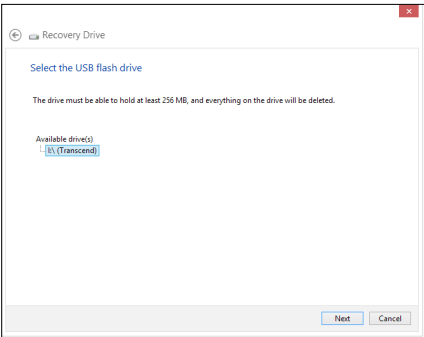 Recovery Drive
Select the USB flash drive
The drive must be able to hold at least 256 MB, and everything on the drive will be deleted.
Available drive(s)
I:\ (Transcend)
Next Cancel